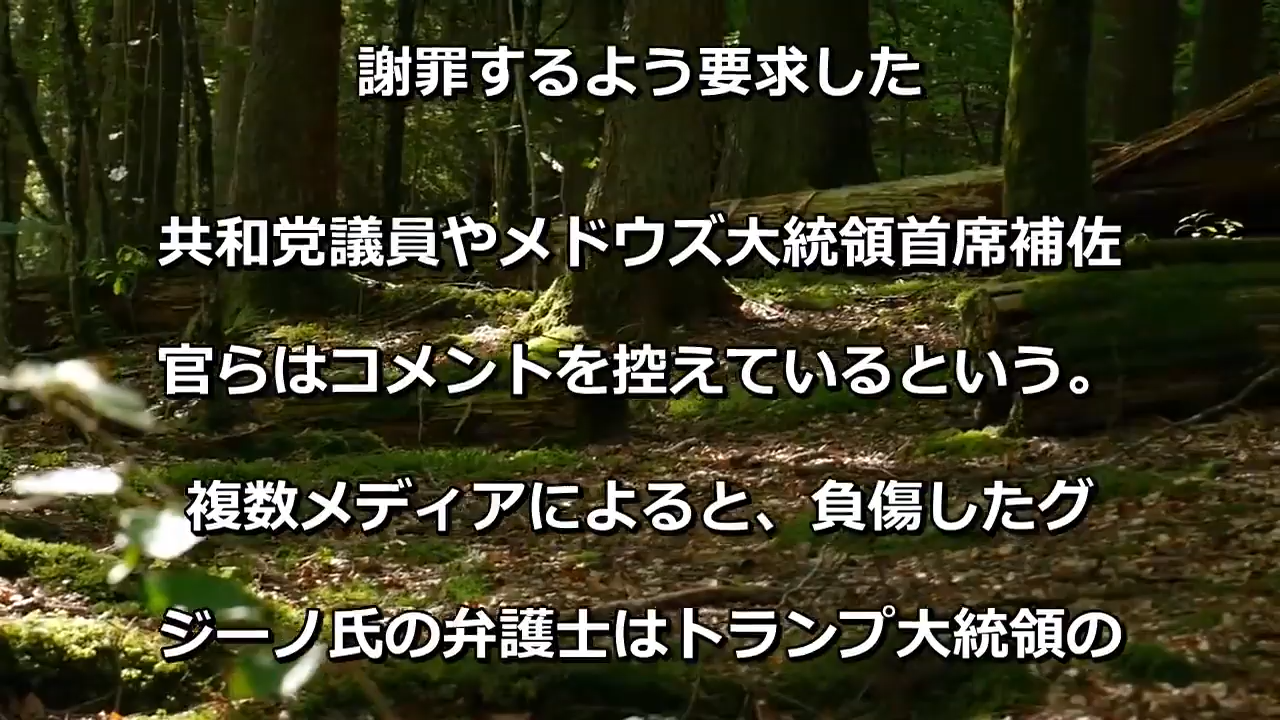 謝罪するよう要求した
共和党議員やメドウズ大統領首席補佐
官らはコメントを控えているという。
複数メディアによると、負傷したグ
ジーノ氏の弁護士はトランプ大統領の